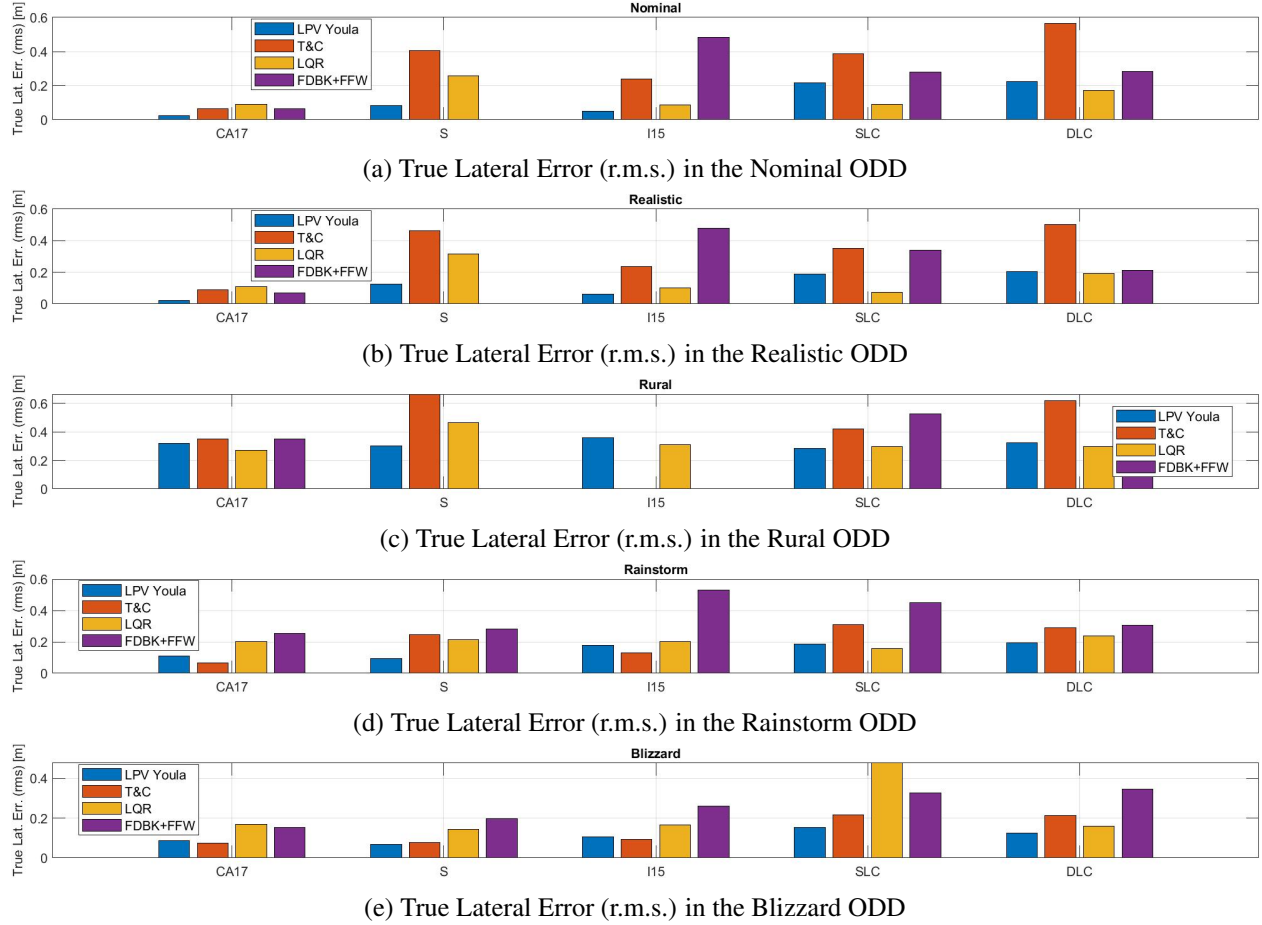 Nominal
True Lat. Err. (rms) [m]
0.6
0.4
0.2
0
LPV Youla
T&C
LQR
FDBK+FFW
CA17 S I15 SLC DLC
(a) True Lateral Error (r.m.s.) in the Nominal ODD
Realistic
True Lat. Err. (rms) [m]
0.6
0.4
0.2
0
LPV Youla
T&C
LQR
FDBK+FFW
CA17 S I15 SLC DLC
(b) True Lateral Error (r.m.s.) in the Realistic ODD
Rural
True Lat. Err. (rms) [m]
0.6
0.4
0.2
0
LPV Youla
T&C
LQR
FDBK+FFW
CA17 S I15 SLC DLC
(c) True Lateral Error (r.m.s.) in the Rural ODD
Rainstorm
True Lat. Err. (rms) [m]
0.6
0.4
0.2
0
LPV Youla
T&C
LQR
FDBK+FFW
CA17 S I15 SLC DLC
(d) True Lateral Error (r.m.s.) in the Rainstorm ODD
Blizzard
True Lat. Err. (rms) [m]
0.4
0.2
0
LPV Youla
T&C
LQR
FDBK+FFW
CA17 S I15 SLC DLC
(e) True Lateral Error (r.m.s.) in the Blizzard ODD